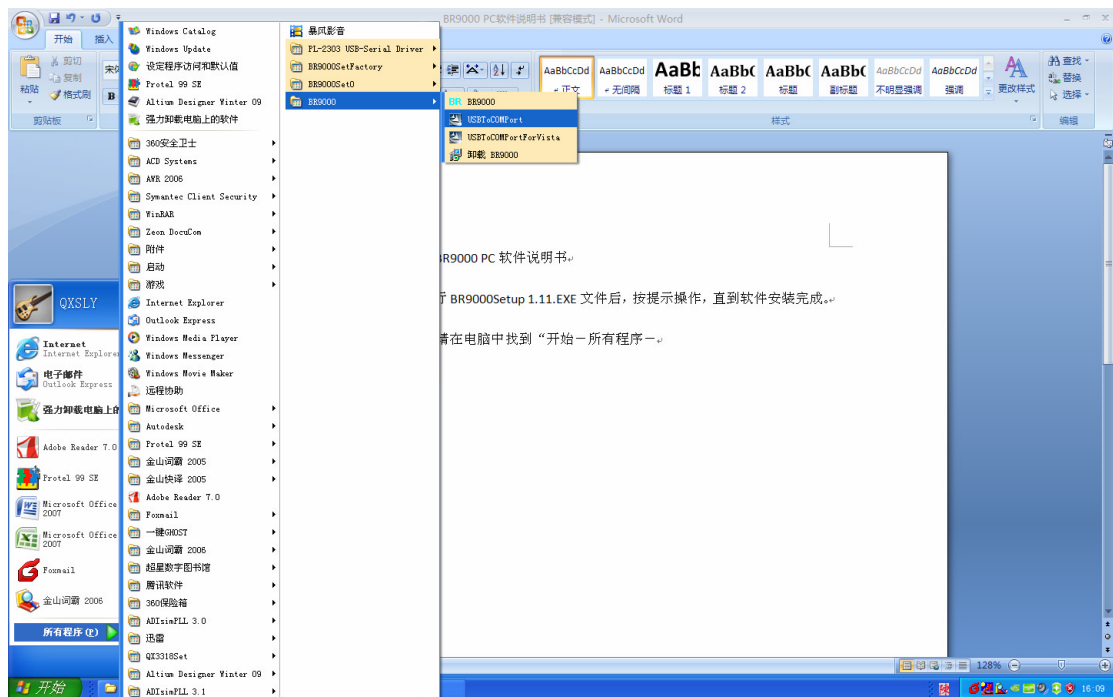 BR9000 PC软件说明书 [兼容模式] - Microsoft Word
开始
插入
剪切
复制
格式刷
粘贴
剪贴板
B
AaBbCcDd
正文
AaBbCcDd
无间隔
AaBb
标题 1
AaBb(
标题 2
AaBb(
标题
AaBb(
副标题
AaBbCcDd
不明显强调
AaBbCcDd
强调
更改样式
样式
查找
替换
选择
编辑
Windows Catalog
Windows Update
设定程序访问和默认值
Protel 99 SE
Altium Designer Winter 09
强力卸载电脑上的软件
360安全卫士
ACD Systems
AVR 2006
Symantec Client Security
WinRAR
Zeon DocuCom
附件
启动
游戏
Internet Explorer
Outlook Express
Windows Media Player
Windows Messenger
Windows Movie Maker
远程协助
Microsoft Office
Autodesk
Protel 99 SE
金山词霸 2005
金山快译 2005
Adobe Reader 7.0
Foxmail
一键GHOST
金山词霸 2006
超星数字图书馆
腾讯软件
360保险箱
ADIsimPLL 3.0
迅雷
QX3318Set
Altium Designer Winter 09
ADIsimPLL 3.1
暴风影音
PL-2303 USB-Serial Driver
BR9000SetFactory
BR9000Set0
BR9000
BR BR9000
USBToCOMPort
USBToCOMPortForVista
卸载 BR9000
R9000 PC 软件说明书
BR9000Setup 1.11.EXE 文件后，按提示操作，直到软件安装完成。
请在电脑中找到“开始－所有程序－
QXSLY
Internet
Internet Explorer
电子邮件
Outlook Express
强力卸载电脑上的
Adobe Reader 7.0
Protel 99 SE
Microsoft Office
2007
Microsoft Office
2007
Foxmail
金山词霸 2006
所有程序(P)
128%
开始
16:09